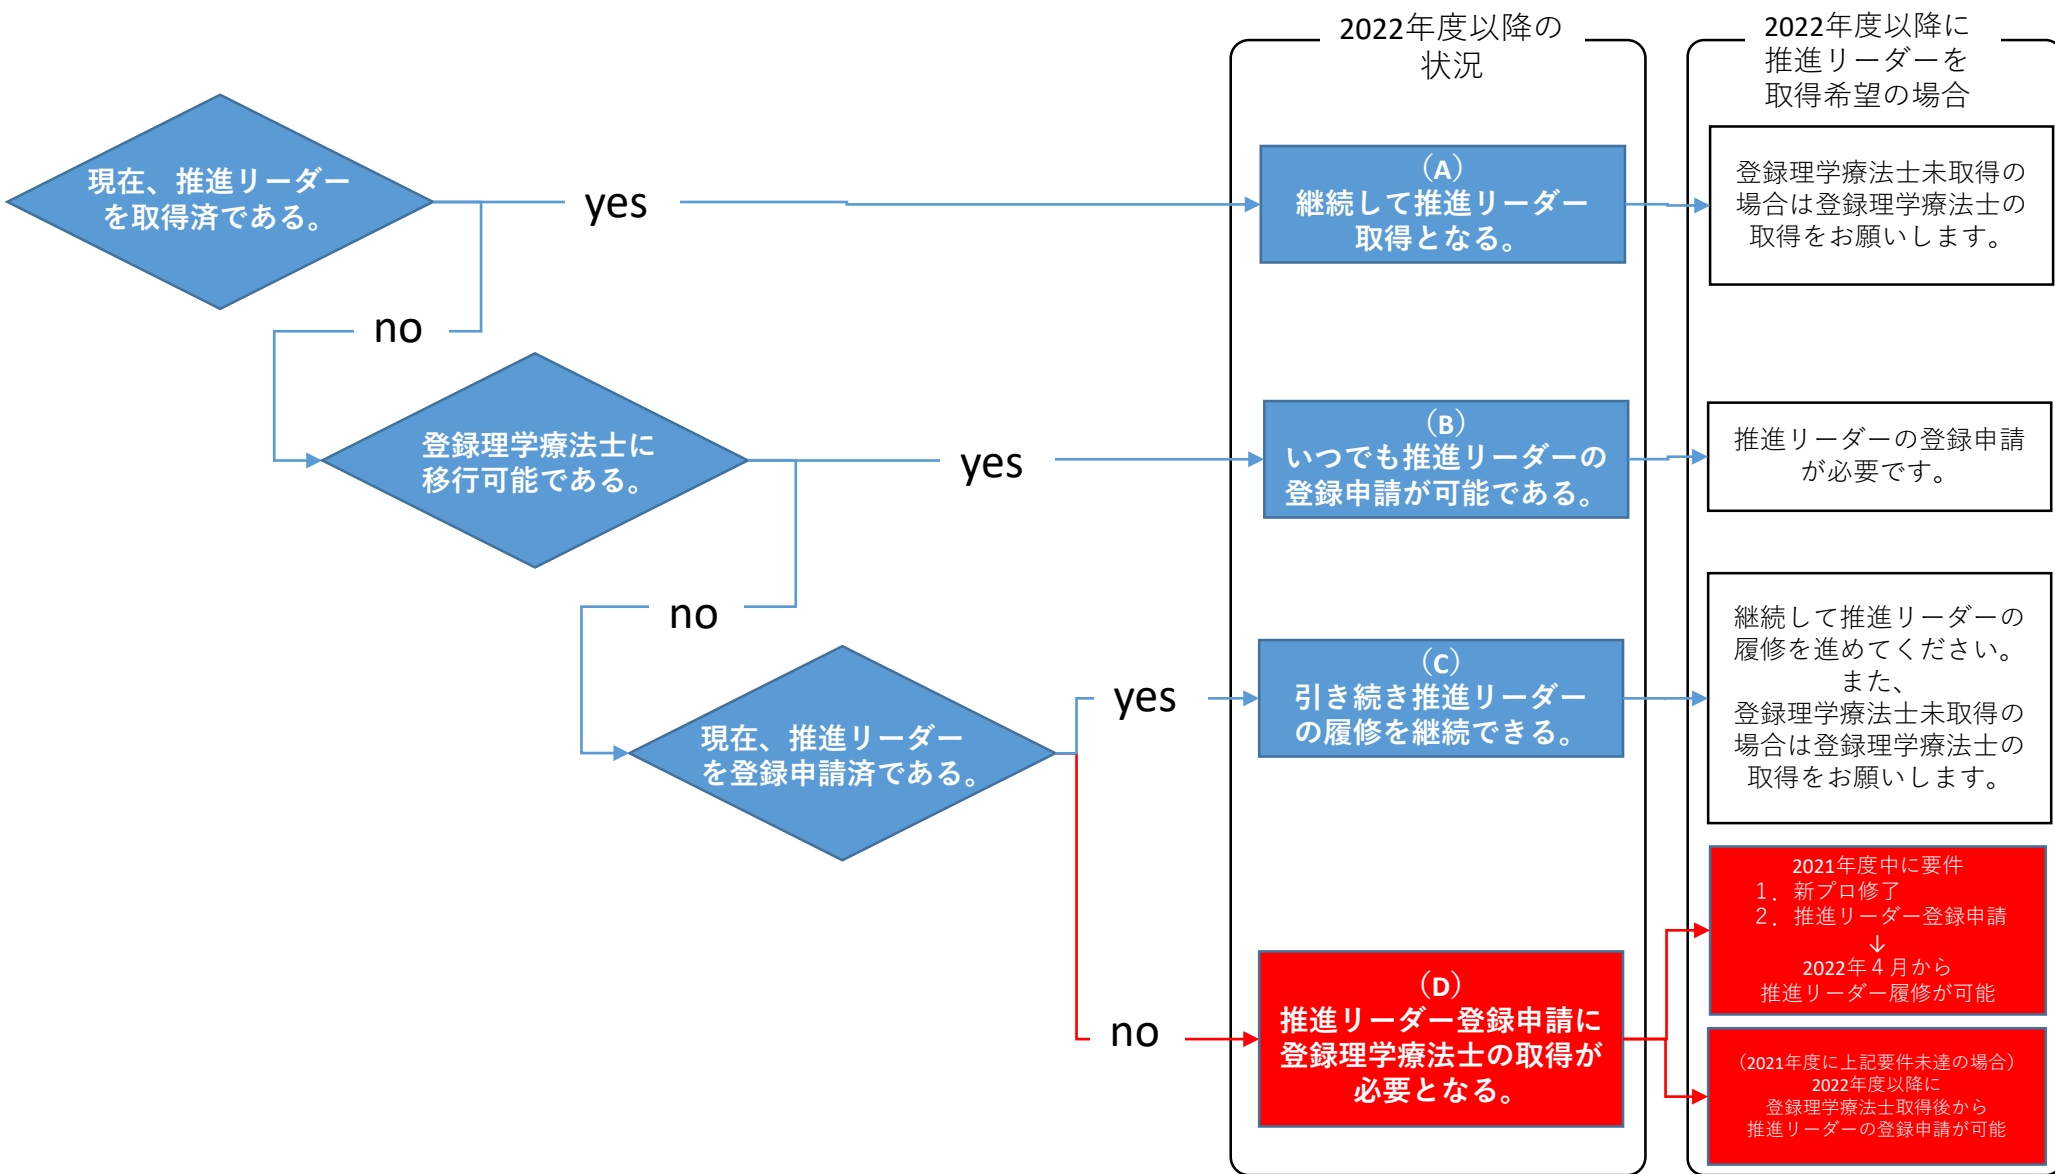 2022年度以降の
状況
2022年度以降に
推進リーダーを
取得希望の場合
現在、推進リーダー
を取得済である。
yes
（A）
継続して推進リーダー
取得となる。
登録理学療法士未取得の
場合は登録理学療法士の
取得をお願いします。
no
登録理学療法士に
移行可能である。
yes
（B）
いつでも推進リーダーの
登録申請が可能である。
推進リーダーの登録申請
が必要です。
no
現在、推進リーダー
を登録申請済である。
yes
（C）
引き続き推進リーダー
の履修を継続できる。
継続して推進リーダーの
履修を進めてください。
また、
登録理学療法士未取得の
場合は登録理学療法士の
取得をお願いします。
no
（D）
推進リーダー登録申請に
登録理学療法士の取得が
必要となる。
2021年度中に要件
１．新プロ修了
２．推進リーダー登録申請
↓
2022年４月から
推進リーダー履修が可能
（2021年度に上記要件未達の場合）
2022年度以降に
登録理学療法士取得後から
推進リーダーの登録申請が可能